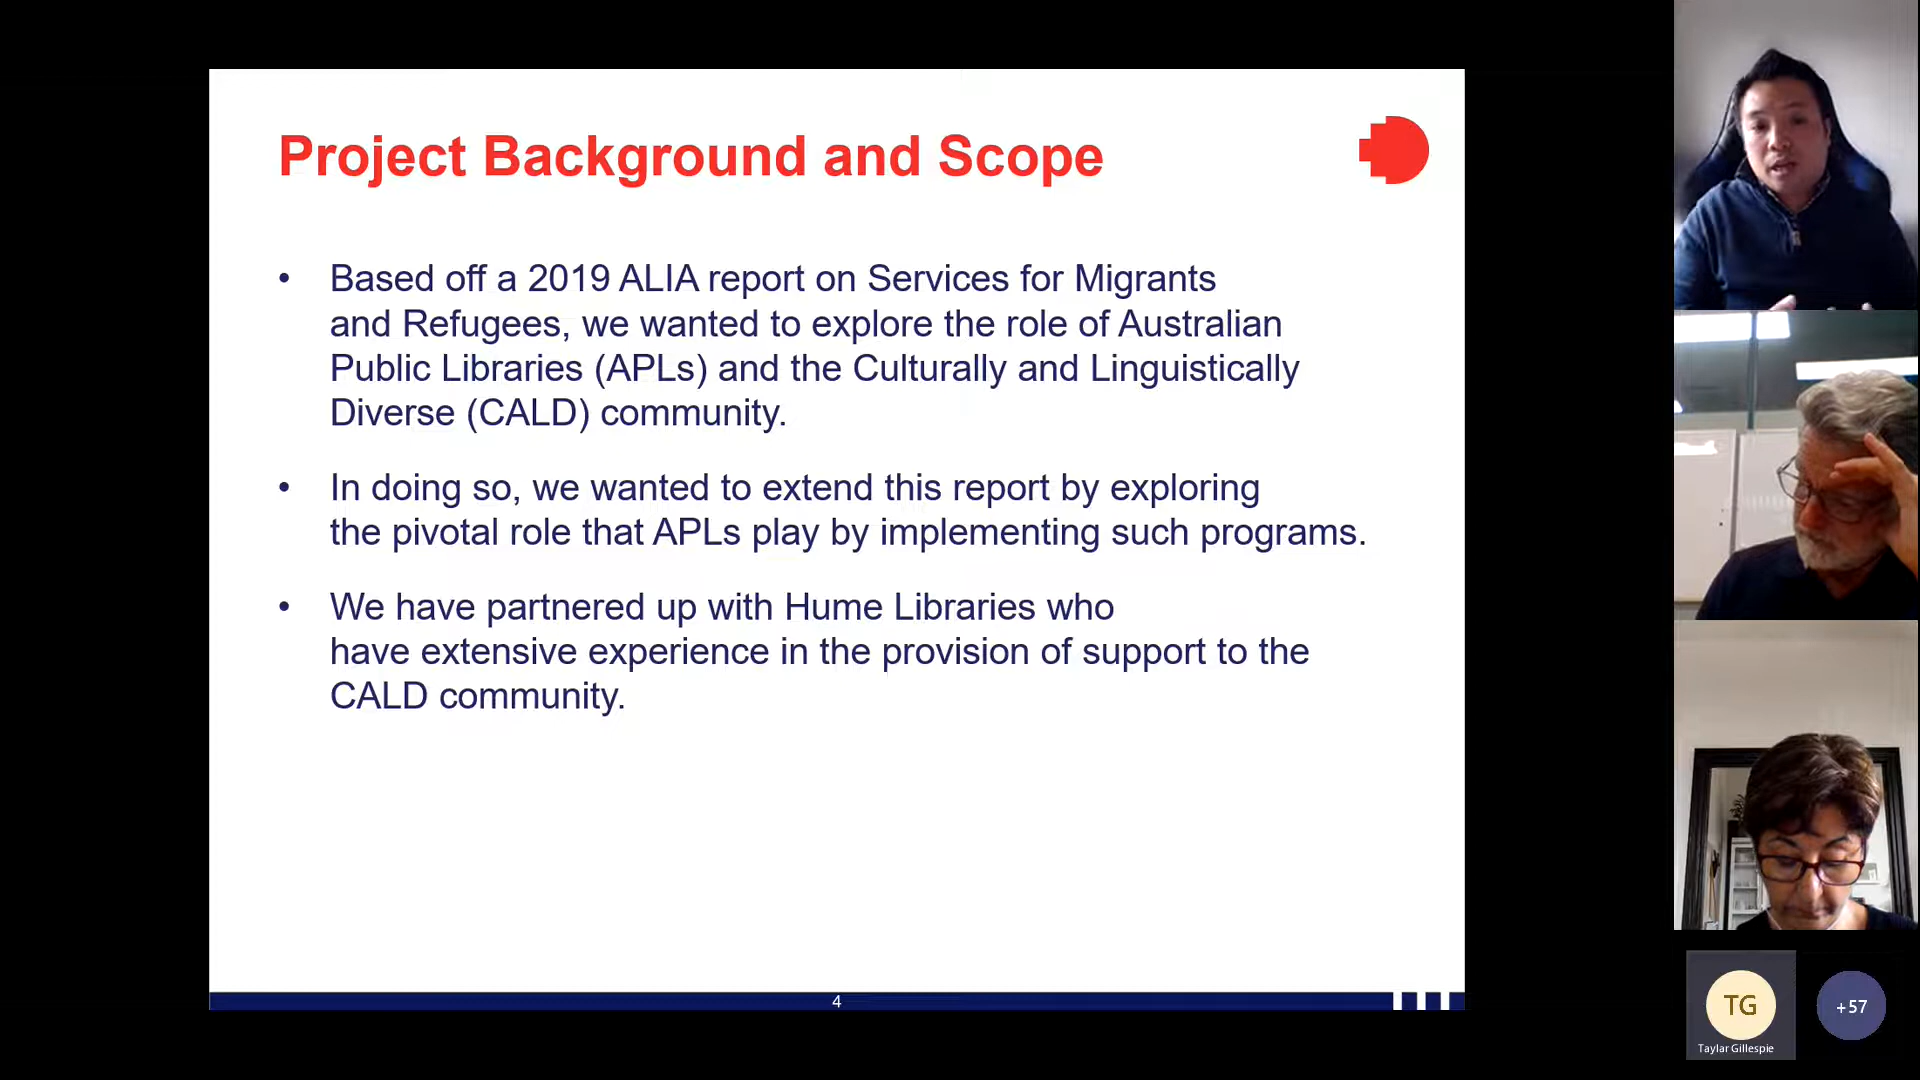 Project Background and Scope
• Based off a 2019 ALIA report on Services for Migrants
and Refugees, we wanted to explore the role of Australian
Public Libraries (APLs) and the Culturally and Linguistically
Diverse (CALD) community.
• In doing so, we wanted to extend this report by exploring
the pivotal role that APLs play by implementing such programs.
• We have partnered up with Hume Libraries who
have extensive experience in the provision of support to the
CALD community.
4
TG
Taylar Gillespie
+57